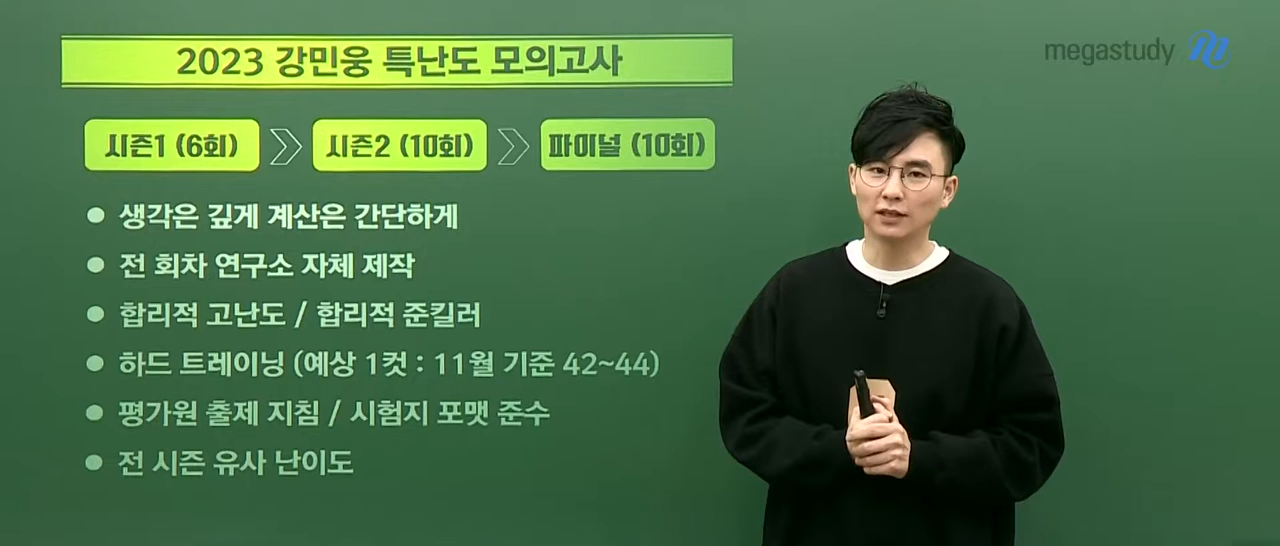 2023 강민웅 특난도 모의고사
megastudy
시즌1 (6회) 시즌2 (10회) 파이널 (10회)
생각은 깊게 계산은 간단하게
전 회차 연구소 자체 제작
합리적 고난도 / 합리적 준킬러
하드 트레이닝 (예상 1컷 : 11월 기준 42~44)
평가원 출제 지침 / 시험지 포맷 준수
전 시즌 유사 난이도